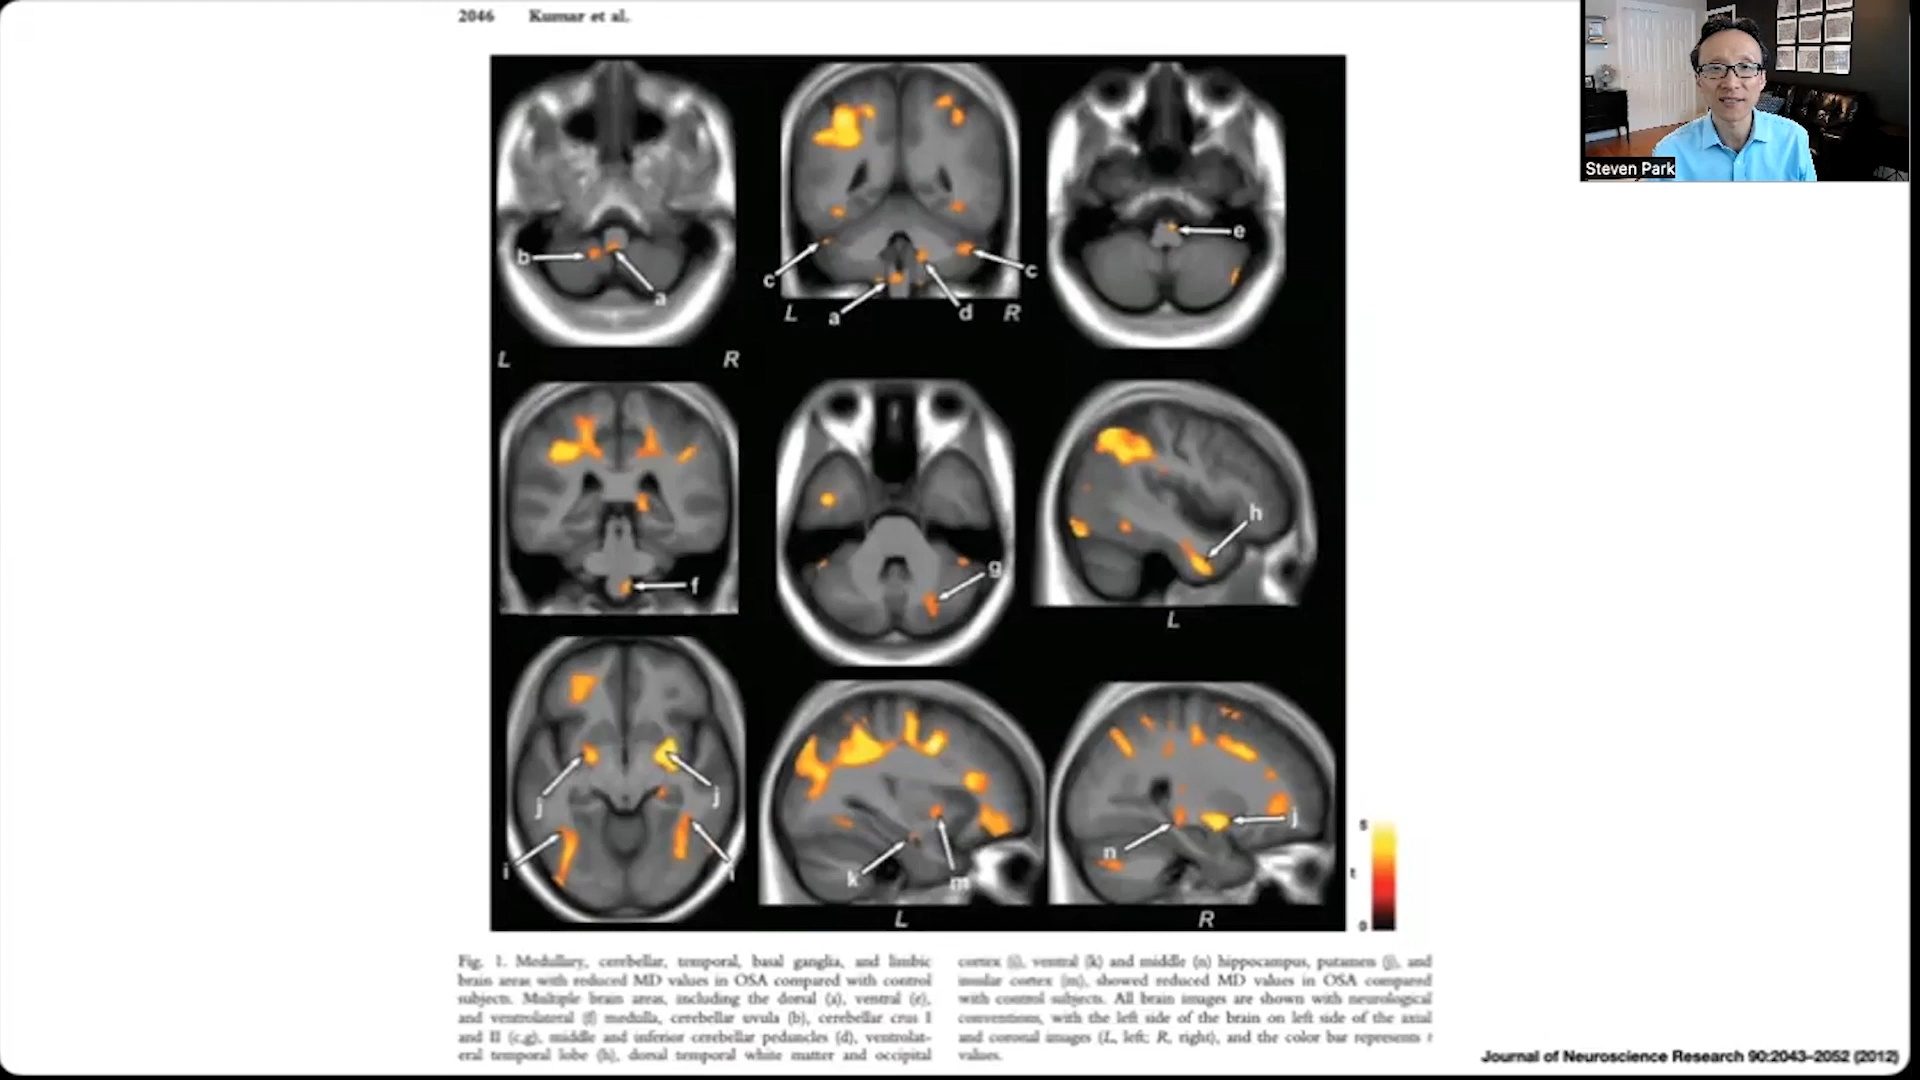 2046 Kumar et al.
Steven Park
b
a
c
c
a
d
L
R
e
L
R
f
g
h
L
j
j
i
i
k
m
L
n
j
R
5
t
0
Fig. 1. Medullary, cerebellar, temporal, basal ganglia, and limbic
brain areas with reduced MD values in OSA compared with control
subjects. Multiple brain areas, including the dorsal (a), ventral (e),
and ventrolateral (f) medulla, cerebellar uvula (b), cerebellar crus I
and II (c,g), middle and inferior cerebellar peduncles (d), ventrolat-
eral temporal lobe (h), dorsal temporal white matter and occipital
cortex (i), ventral (k) and middle (n) hippocampus, putamen (j), and
insular cortex (m), showed reduced MD values in OSA compared
with control subjects. All brain images are shown with neurological
conventions, with the left side of the brain on left side of the axial
and coronal images (L, left; R, right), and the color bar represents t
values.
Journal of Neuroscience Research 90:2043–2052 (2012)